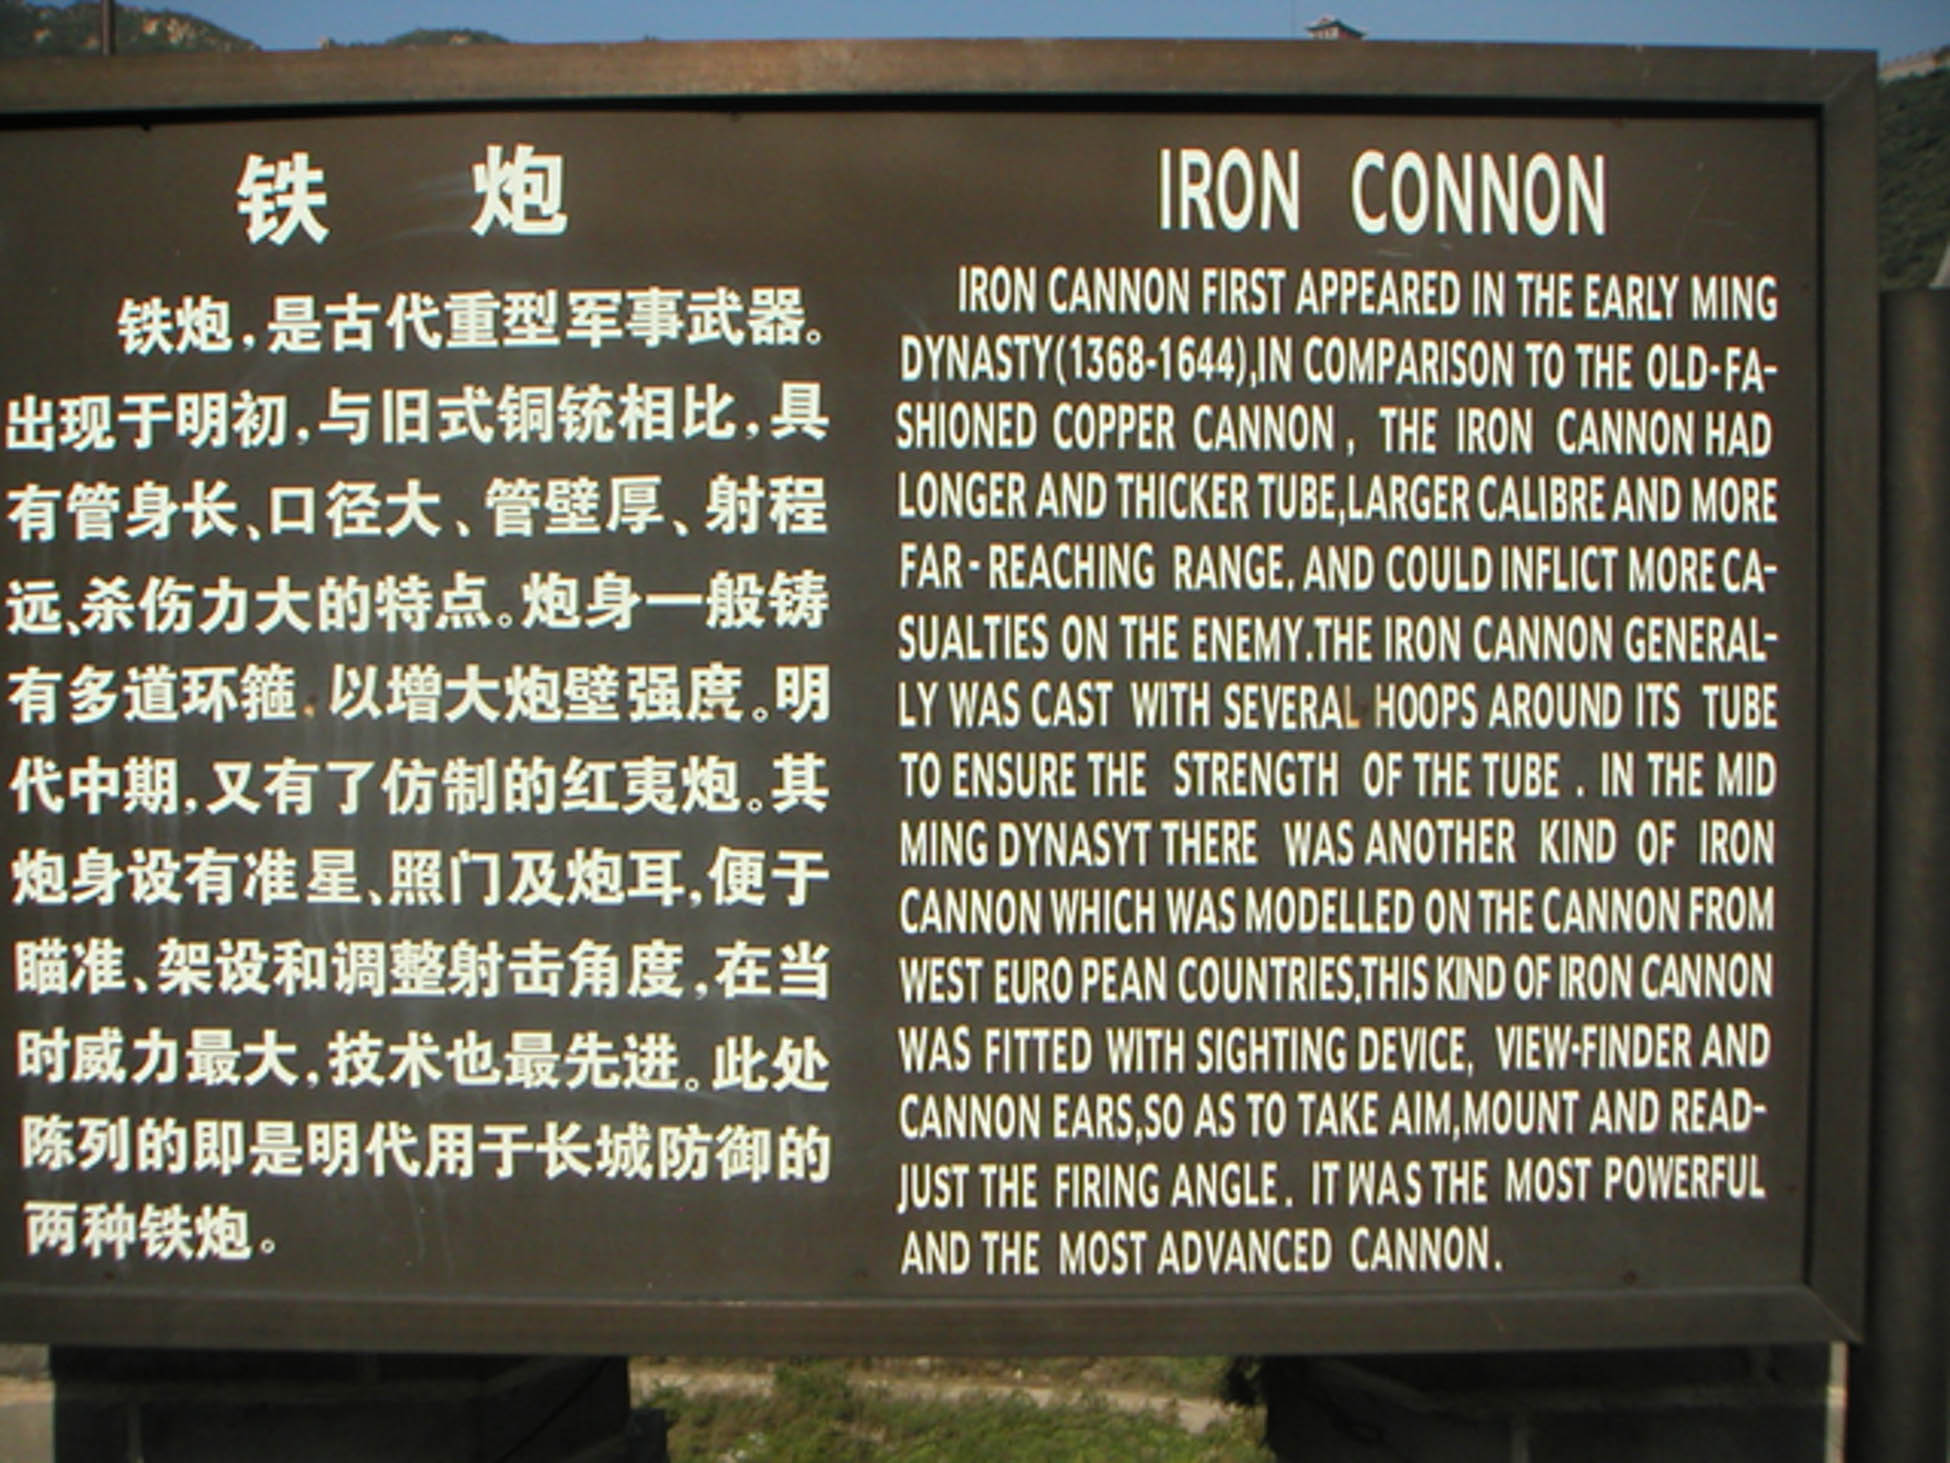 铁 炮
铁炮,是古代重型军事武器。
出现于明初,与旧式铜铳相比,具
有管身长、口径大、管壁厚、射程
远、杀伤力大的特点。炮身一般铸
有多道环箍,以增大炮壁强度。明
代中期,又有了仿制的红夷炮。其
炮身设有准星、照门及炮耳,便于
瞄准、架设和调整射击角度,在当
时威力最大,技术也最先进。此处
陈列的即是明代用于长城防御的
两种铁炮。
IRON CONNON
IRON CANNON FIRST APPEARED IN THE EARLY MING
DYNASTY(1368-1644),IN COMPARISON TO THE OLD-FA-
SHIONED COPPER CANNON, THE IRON CANNON HAD
LONGER AND THICKER TUBE,LARGER CALIBRE AND MORE
FAR-REACHING RANGE, AND COULD INFLICT MORE CA-
SUALTIES ON THE ENEMY.THE IRON CANNON GENERAL-
LY WAS CAST WITH SEVERAL HOOPS AROUND ITS TUBE
TO ENSURE THE STRENGTH OF THE TUBE . IN THE MID
MING DYNASYT THERE WAS ANOTHER KIND OF IRON
CANNON WHICH WAS MODELLED ON THE CANNON FROM
WEST EURO PEAN COUNTRIES.THIS KIND OF IRON CANNON
WAS FITTED WITH SIGHTING DEVICE, VIEW-FINDER AND
CANNON EARS,SO AS TO TAKE AIM,MOUNT AND READ-
JUST THE FIRING ANGLE. IT WAS THE MOST POWERFUL
AND THE MOST ADVANCED CANNON.